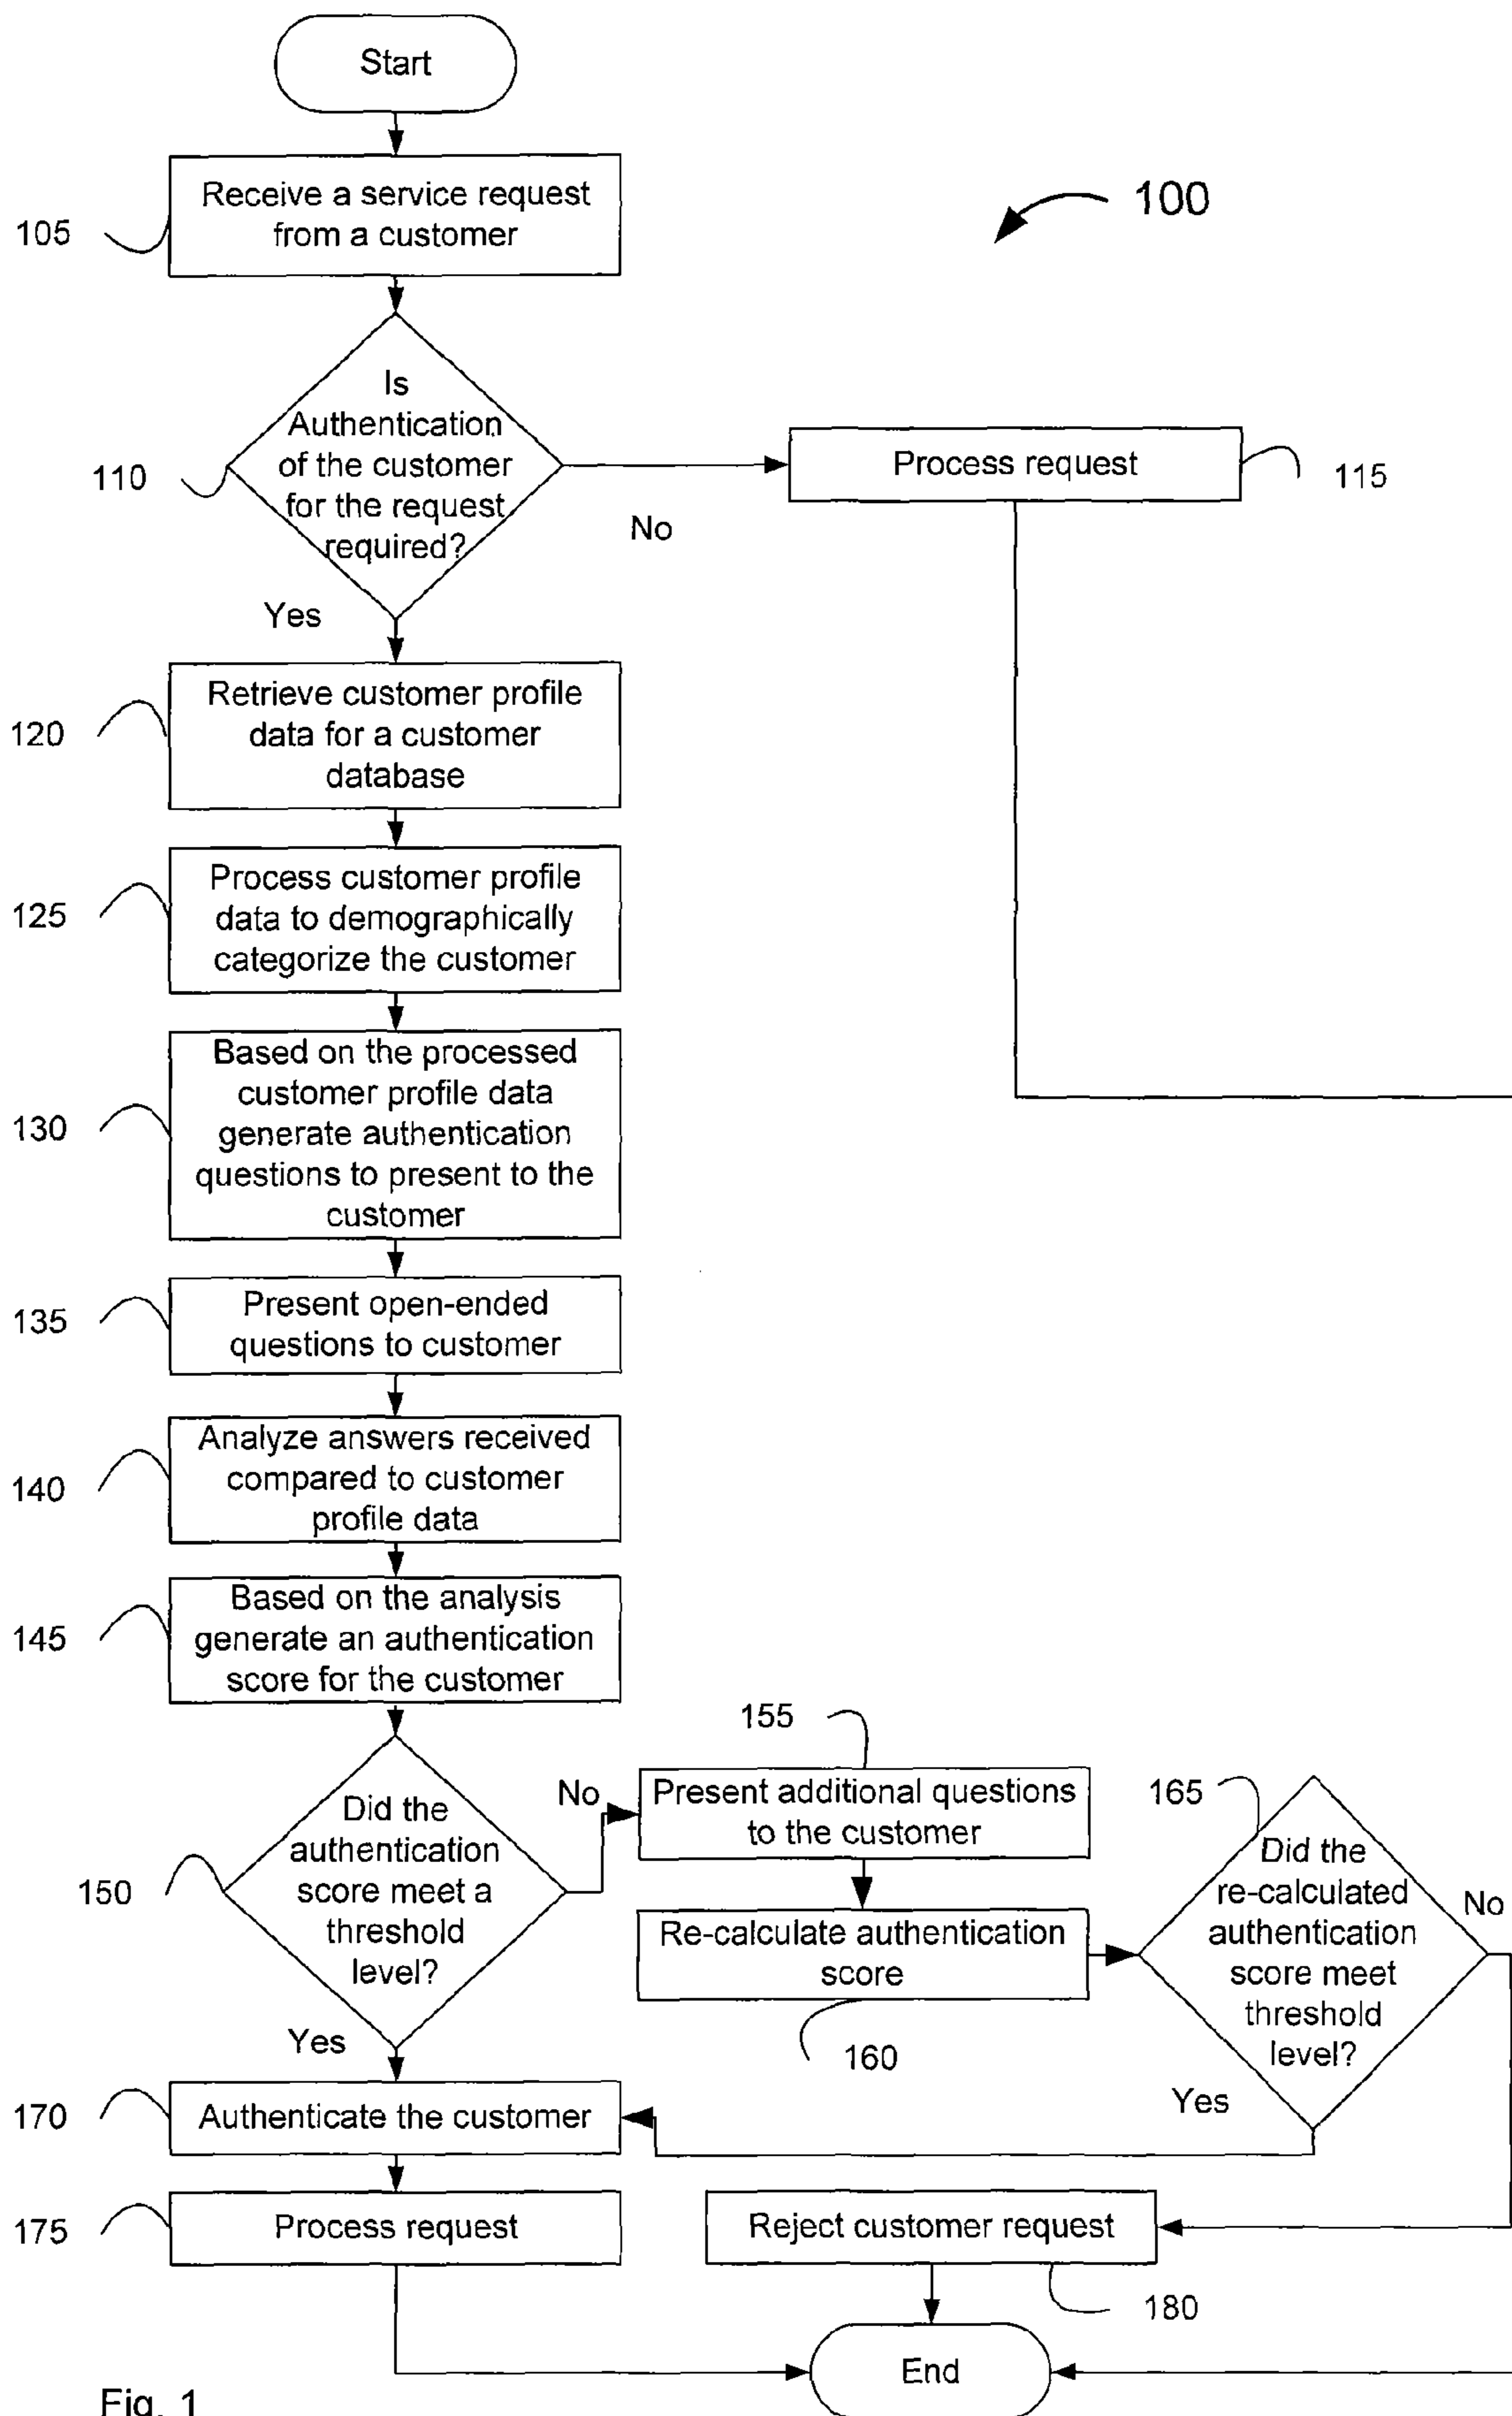 Start
Receive a service request
from a customer
105
100
Is
Authentication
of the customer
for the request
required?
110
No
Process request
115
Yes
Retrieve customer profile
data for a customer
database
120
Process customer profile
data to demographically
categorize the customer
125
Based on the processed
customer profile data
generate authentication
questions to present to the
customer
130
Present open-ended
questions to customer
135
Analyze answers received
compared to customer
profile data
140
Based on the analysis
generate an authentication
score for the customer
145
Did the
authentication
score meet a
threshold
level?
150
No
155
Present additional questions
to the customer
Re-calculate authentication
score
160
165
Did the
re-calculated
authentication
score meet
threshold
level?
No
Yes
Yes
Authenticate the customer
170
Process request
175
Reject customer request
180
End
Fig. 1